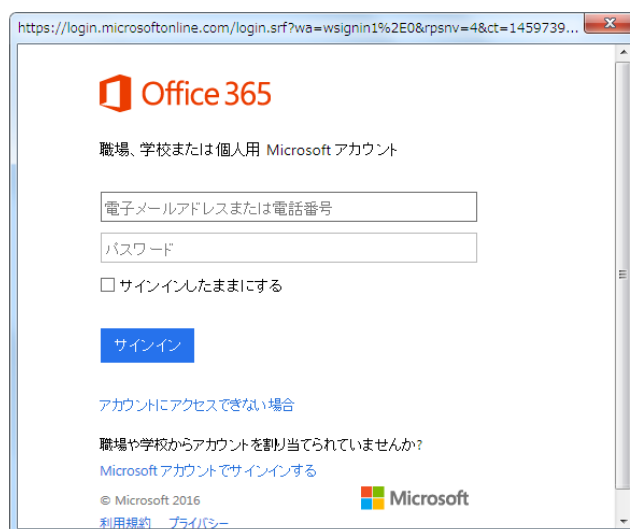 https://login.microsoftonline.com/login.srf?wa=wsignin1%2E0&rpsnv=4&ct=1459739...
Office 365
職場、学校または個人用 Microsoft アカウント
電子メールアドレスまたは電話番号
パスワード
サインインしたままにする
サインイン
アカウントにアクセスできない場合
職場や学校からアカウントを割り当てられていませんか?
Microsoft アカウントでサインインする
© Microsoft 2016 Microsoft
利用規約 プライバシー